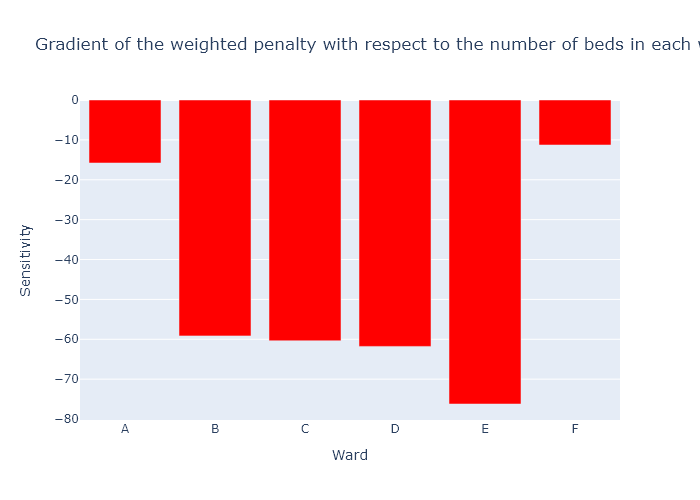 Gradient of the weighted penalty with respect to the number of beds in each
0
−10
−20
−30
−40
−50
−60
−70
−80
Sensitivity
A B C D E F
Ward